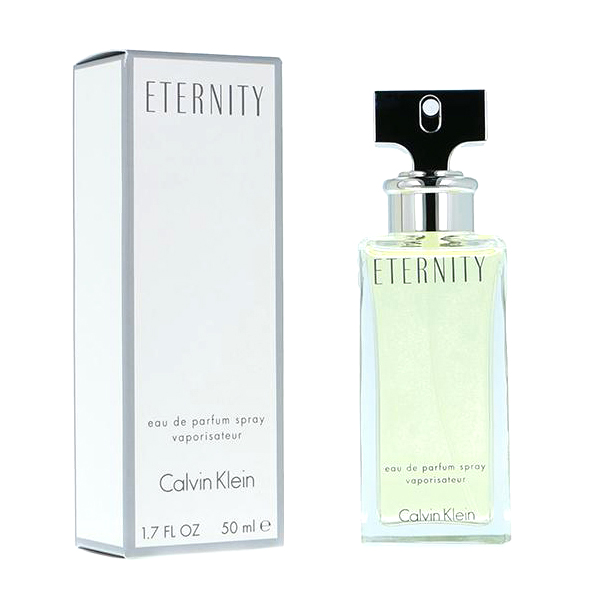 ETERNITY
eau de parfum spray
vaporisateur
Calvin Klein
1.7 FL OZ 50 ml ℮
ETERNITY
eau de parfum spray
vaporisateur
Calvin Klein